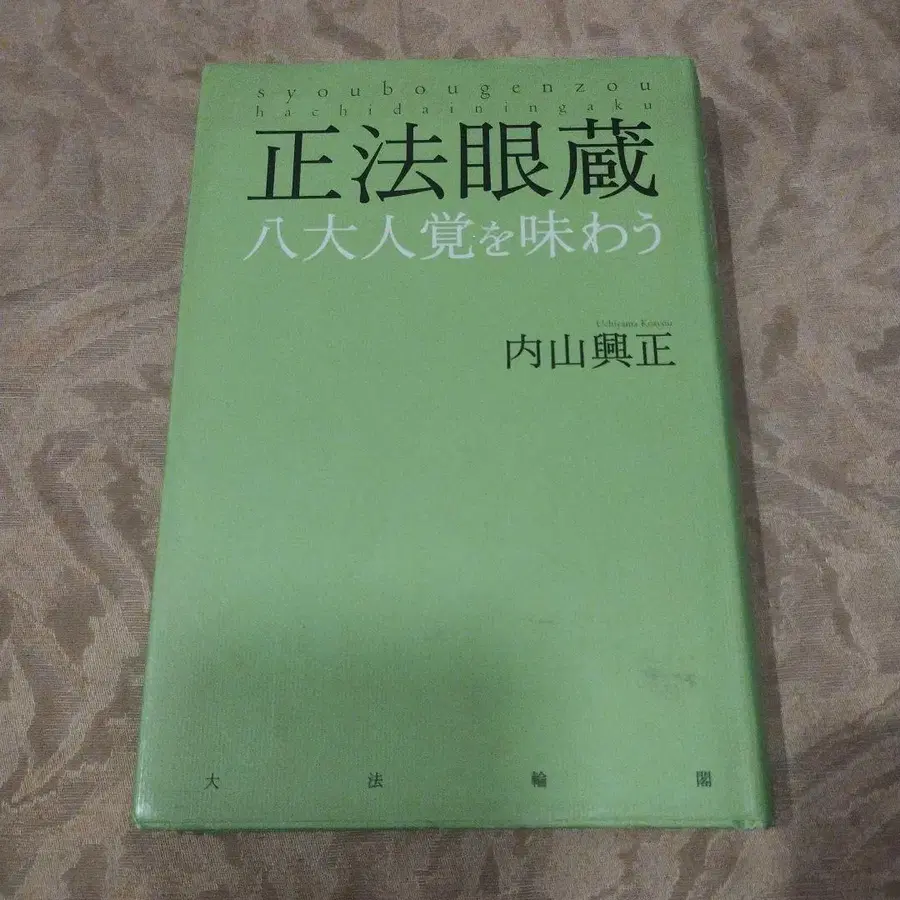 syoubougenzou
hachidainingaku
正法眼蔵
八大人覚を味わう
Uchiyama Kosyou
内山興正
大法輪閣